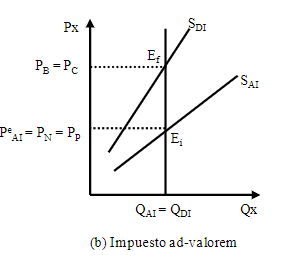 Px
S_DI
E_f
P_B = P_C
S_AI
P^e_AI = P_N = P_p
E_i
Q_AI = Q_DI
Qx
(b) Impuesto ad-valorem